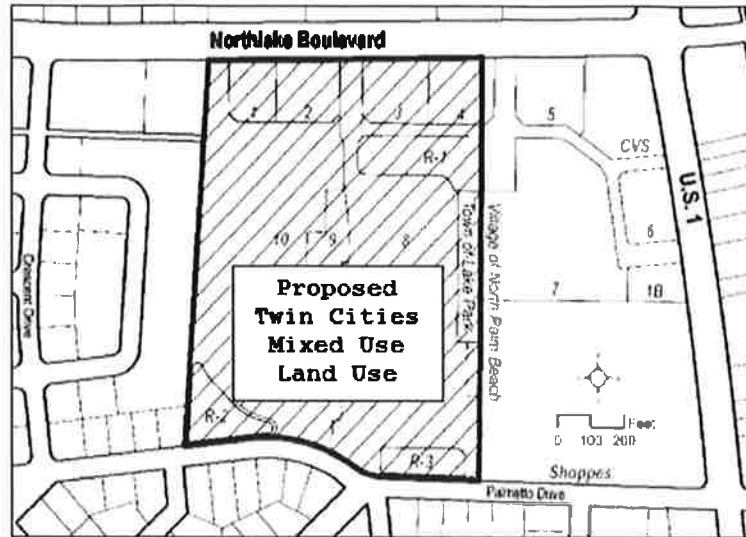 Northlake Boulevard
1
2
3
4
5
R-1
CVS
U.S. 1
6
Crescent Drive
10
9
8
Town of Lake Park
Village of North Palm Beach
7
1B
Proposed
Twin Cities
Mixed Use
Land Use
R-2
R-3
Feet
0 100 200
Shoppes
Palmetto Drive